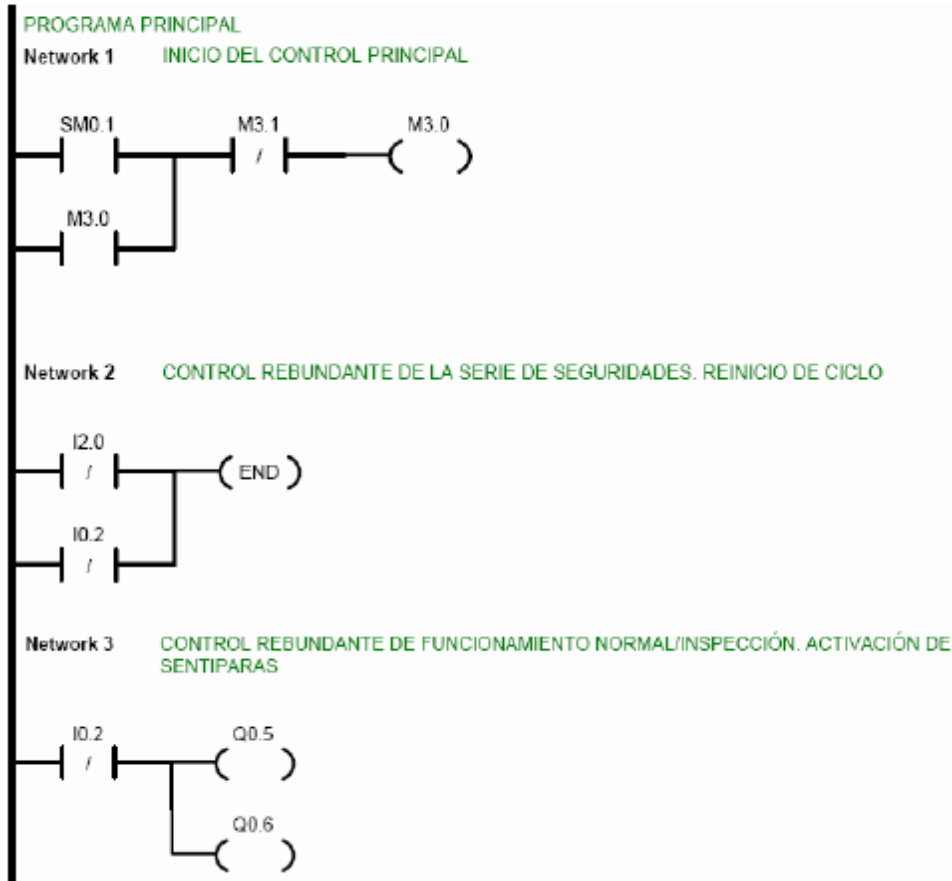 PROGRAMA PRINCIPAL
Network 1 INICIO DEL CONTROL PRINCIPAL
SM0.1 M3.1 M3.0
/
M3.0
Network 2 CONTROL REBUNDANTE DE LA SERIE DE SEGURIDADES. REINICIO DE CICLO
I2.0
/ END
I0.2
/
Network 3 CONTROL REBUNDANTE DE FUNCIONAMIENTO NORMAL/INSPECCIÓN. ACTIVACIÓN DE
SENTIPARAS
I0.2 Q0.5
/
Q0.6